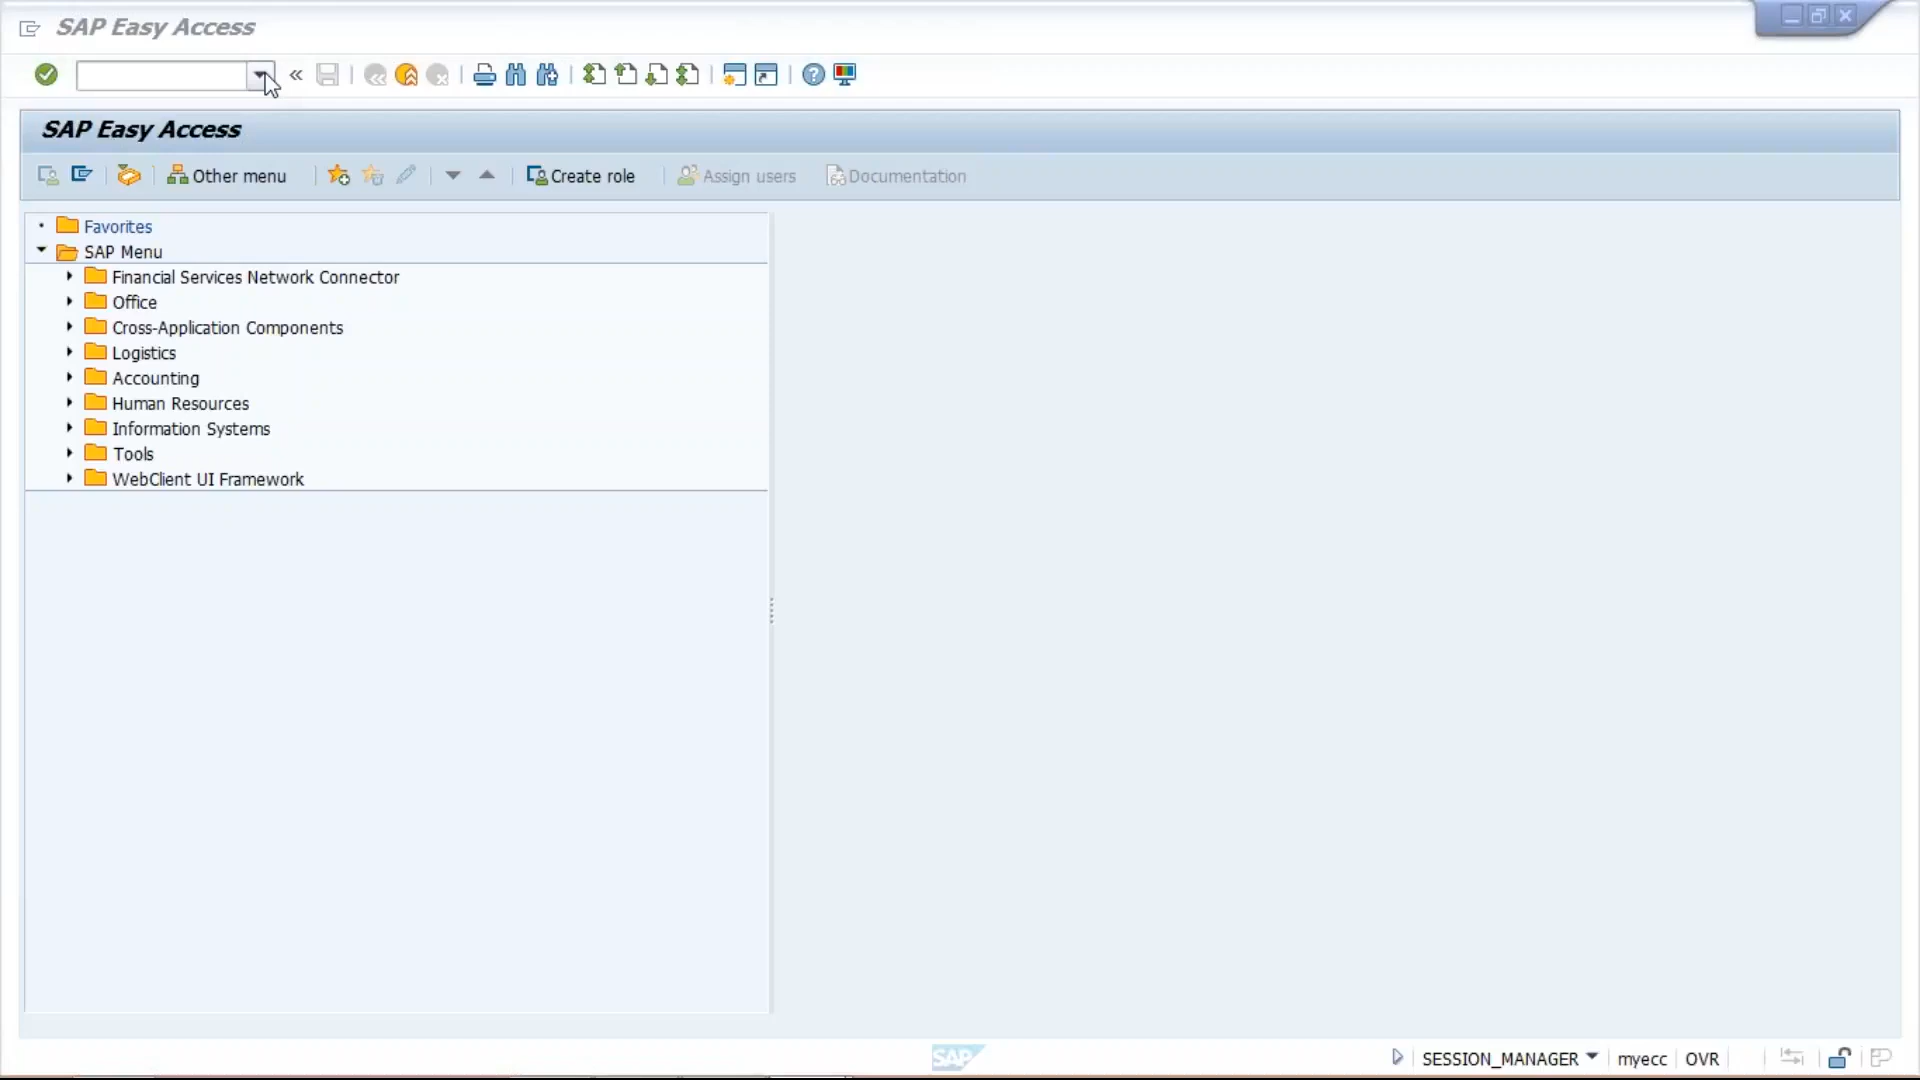 SAP Easy Access
SAP Easy Access
Other menu Create role Assign users Documentation
Favorites
SAP Menu
Financial Services Network Connector
Office
Cross-Application Components
Logistics
Accounting
Human Resources
Information Systems
Tools
WebClient UI Framework
SAP SESSION_MANAGER myecc OVR